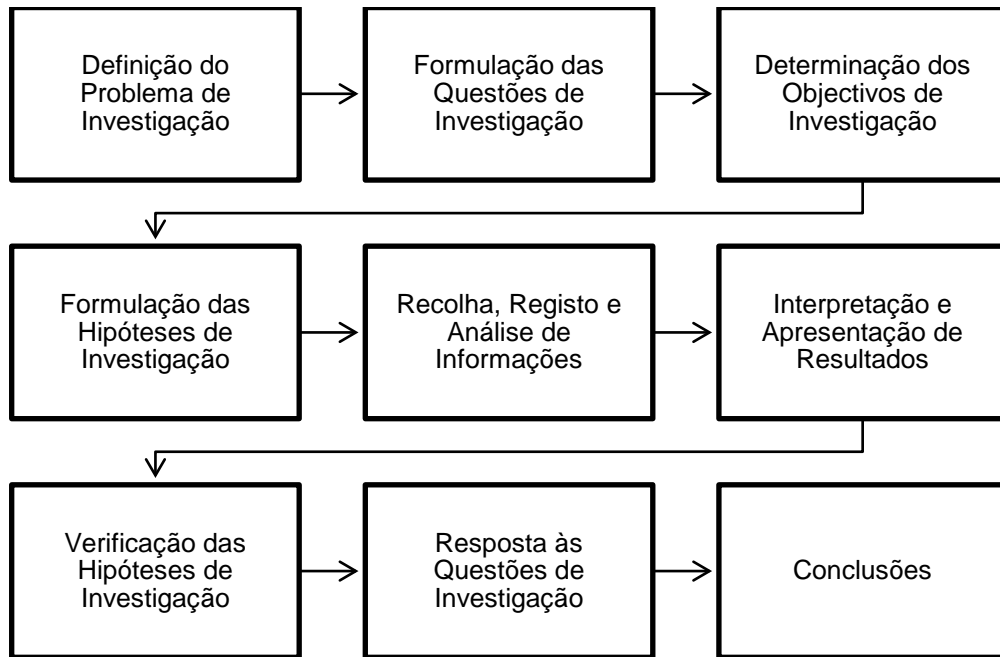 Definição do
Problema de
Investigação
Formulação das
Questões de
Investigação
Determinação dos
Objectivos de
Investigação
Formulação das
Hipóteses de
Investigação
Recolha, Registo e
Análise de
Informações
Interpretação e
Apresentação de
Resultados
Verificação das
Hipóteses de
Investigação
Resposta às
Questões de
Investigação
Conclusões